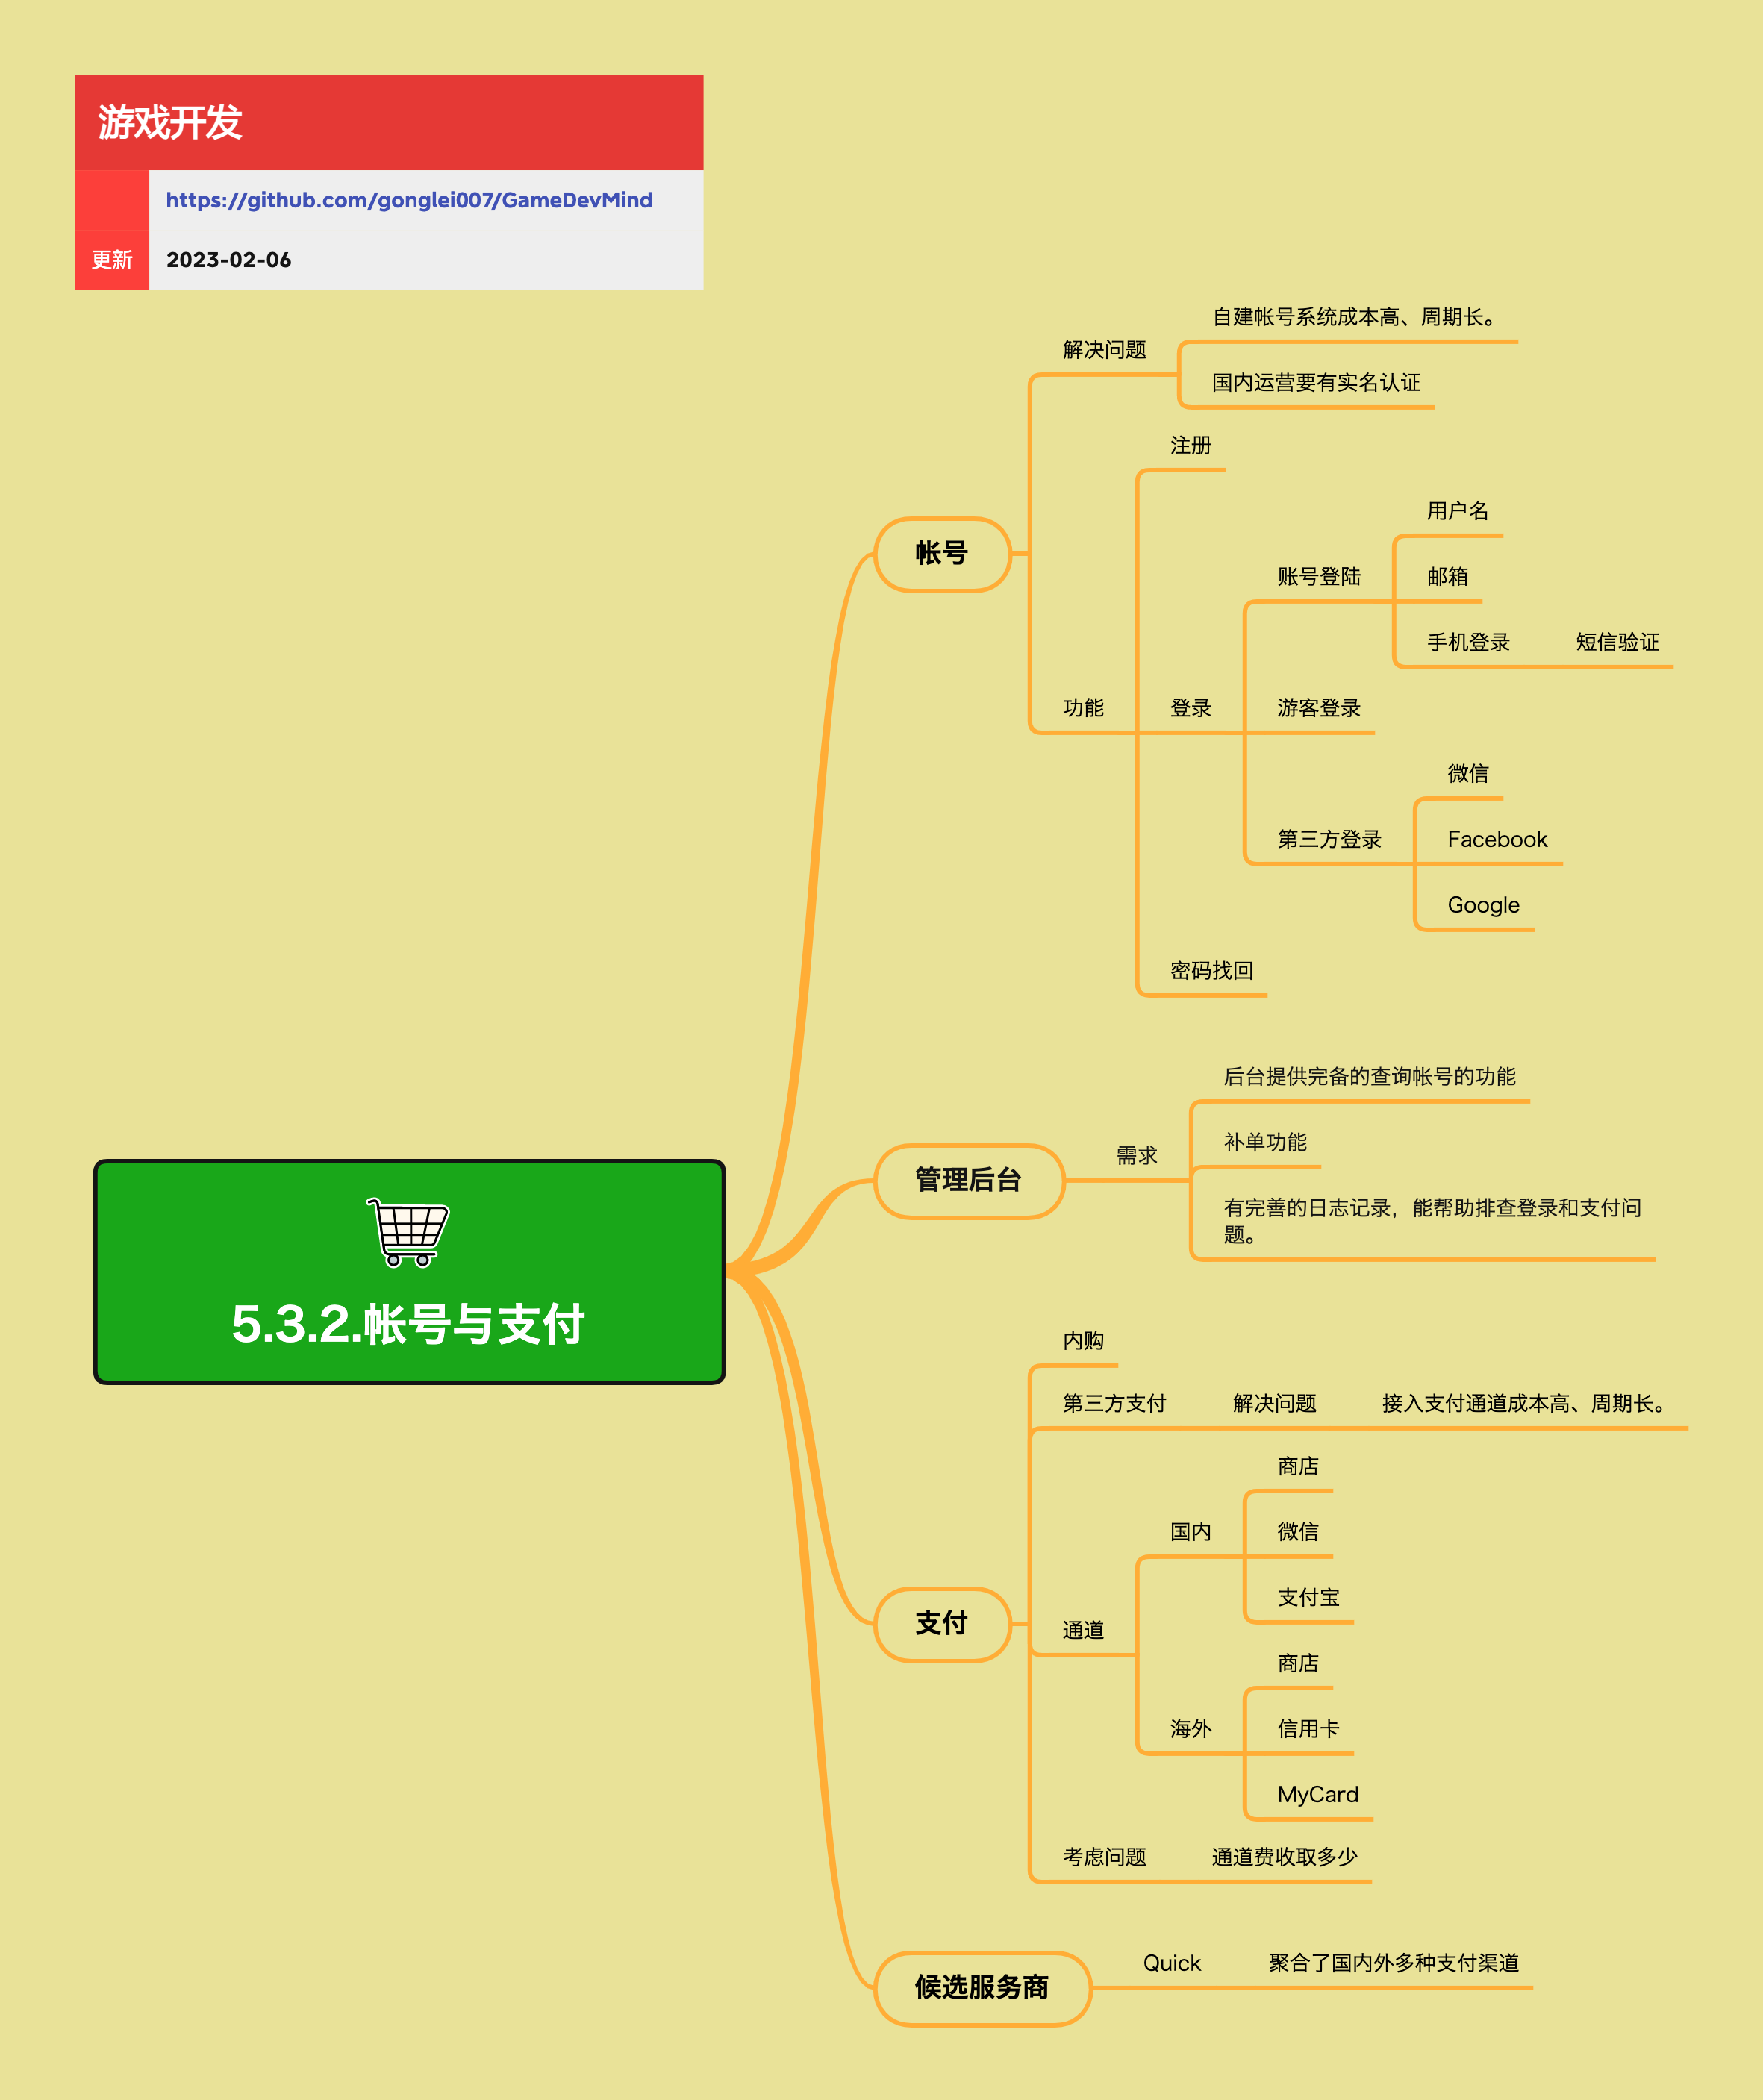 游戏开发
https://github.com/gonglei007/GameDevMind
更新
2023-02-06
5.3.2.帐号与支付
帐号
解决问题
自建帐号系统成本高、周期长。
国内运营要有实名认证
功能
注册
登录
账号登陆
用户名
邮箱
手机登录
短信验证
游客登录
第三方登录
微信
Facebook
Google
密码找回
管理后台
需求
后台提供完备的查询帐号的功能
补单功能
有完善的日志记录，能帮助排查登录和支付问
题。
支付
内购
第三方支付
解决问题
接入支付通道成本高、周期长。
通道
国内
商店
微信
支付宝
海外
商店
信用卡
MyCard
考虑问题
通道费收取多少
候选服务商
Quick
聚合了国内外多种支付渠道